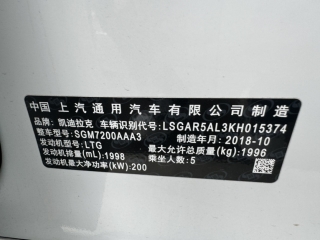 中国 上汽通用汽车有限公司 制造
品牌: 凯迪拉克 车辆识别代号: LSGAR5AL3KH015374
整车型号: SGM7200AAA3 制造年月: 2018-10
发动机型号: LTG 最大允许总质量(kg): 1996
发动机排量(mL): 1998 乘坐人数: 5
发动机最大净功率(kW): 200